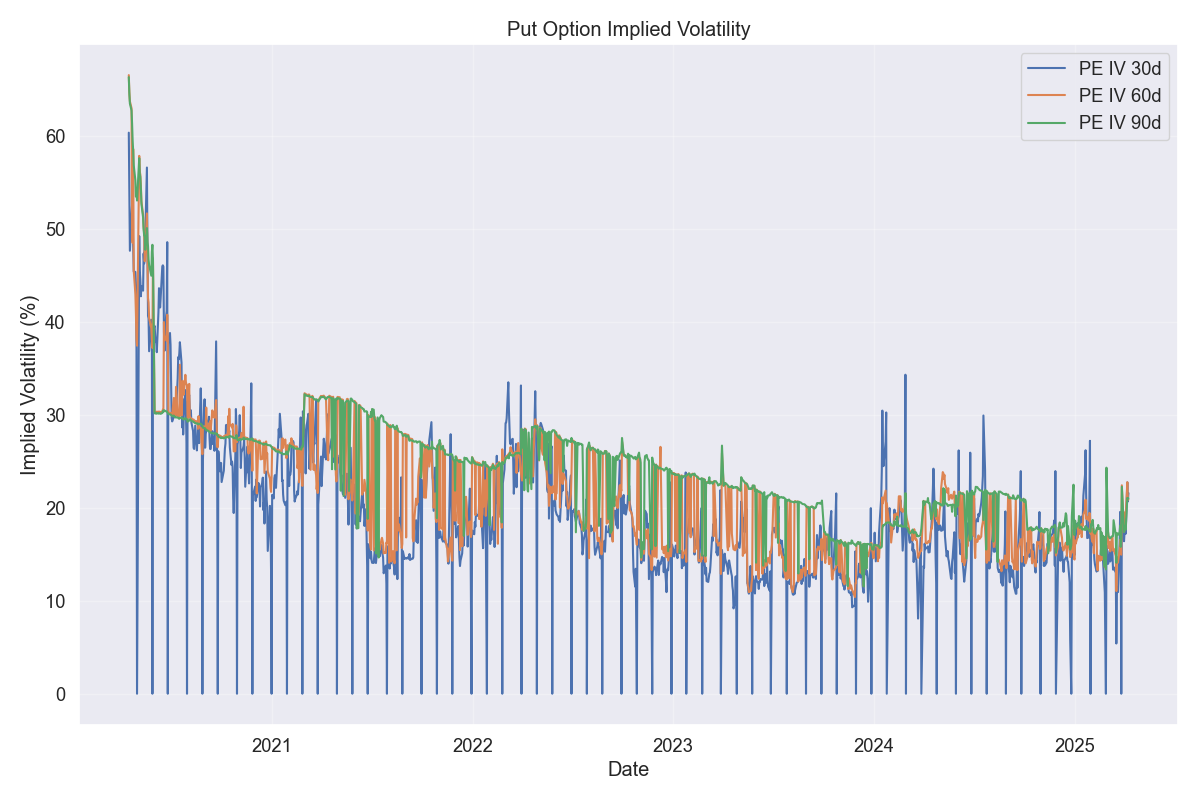 Put Option Implied Volatility
PE IV 30d
PE IV 60d
PE IV 90d
Implied Volatility (%)
60
50
40
30
20
10
0
2021 2022 2023 2024 2025
Date